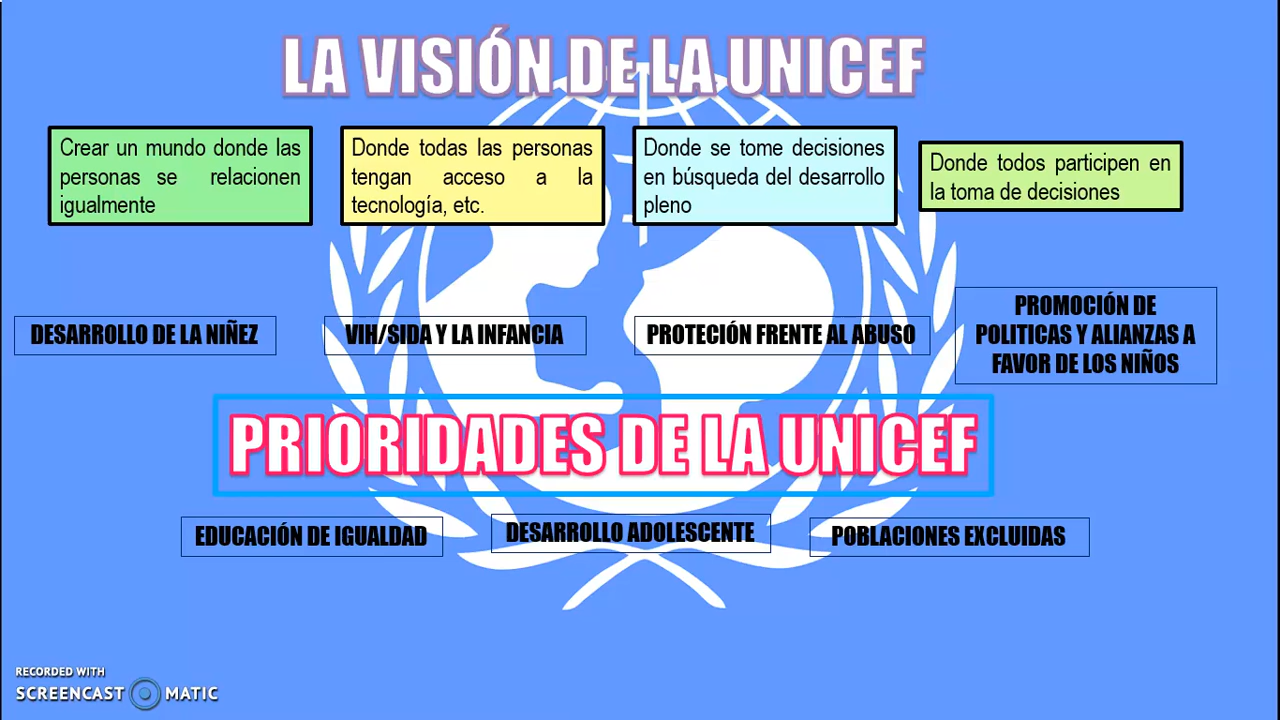 LA VISIÓN DE LA UNICEF
Crear un mundo donde las
personas se relacionen
igualmente
Donde todas las personas
tengan acceso a la
tecnología, etc.
Donde se tome decisiones
en búsqueda del desarrollo
pleno
Donde todos participen en
la toma de decisiones
DESARROLLO DE LA NIÑEZ
VIH/SIDA Y LA INFANCIA
PROTECIÓN FRENTE AL ABUSO
PROMOCIÓN DE
POLITICAS Y ALIANZAS A
FAVOR DE LOS NIÑOS
PRIORIDADES DE LA UNICEF
EDUCACIÓN DE IGUALDAD
DESARROLLO ADOLESCENTE
POBLACIONES EXCLUIDAS
RECORDED WITH
SCREENCAST MATIC